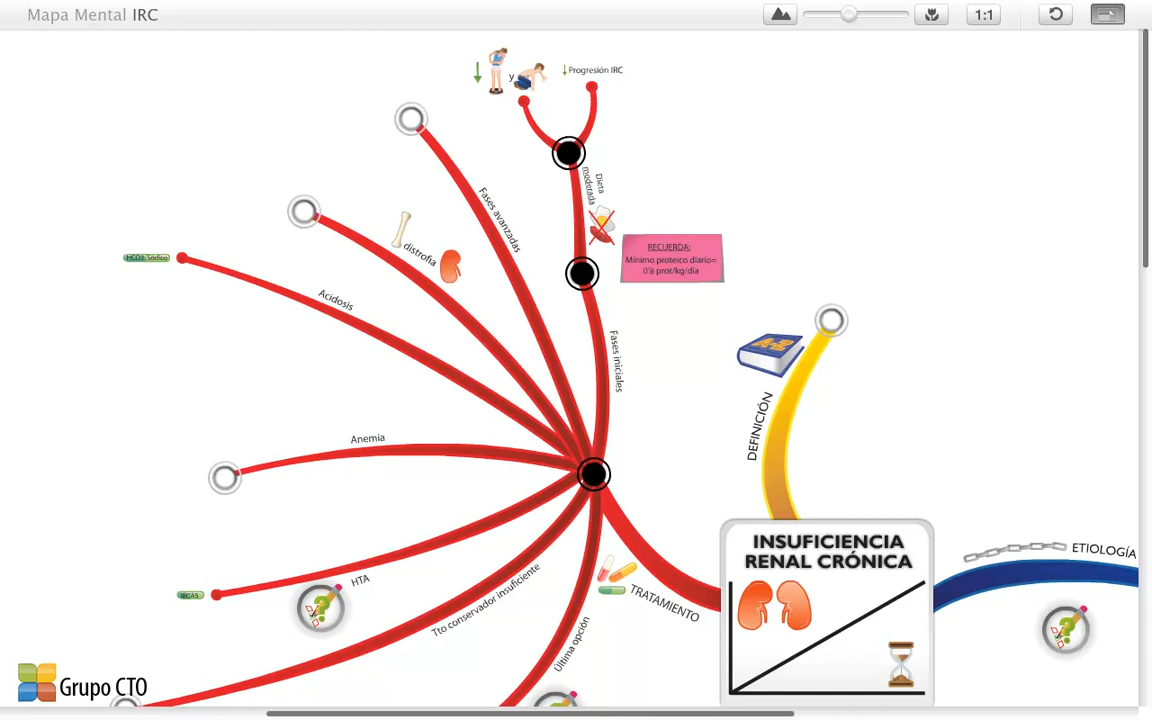 Mapa Mental IRC
1:1
y
Progresión IRC
Dieta
moderada
Fases avanzadas
distrofia
RECUERDA:
Mínimo proteico diario=
0'8 prot/kg/día
HCO3 Sódico
Acidosis
Fases iniciales
A-Z
DEFINICIÓN
Anemia
INSUFICIENCIA
RENAL CRÓNICA
ETIOLOGÍA
HTA
IECAS
Tto conservador insuficiente
TRATAMIENTO
Última opción
Grupo CTO